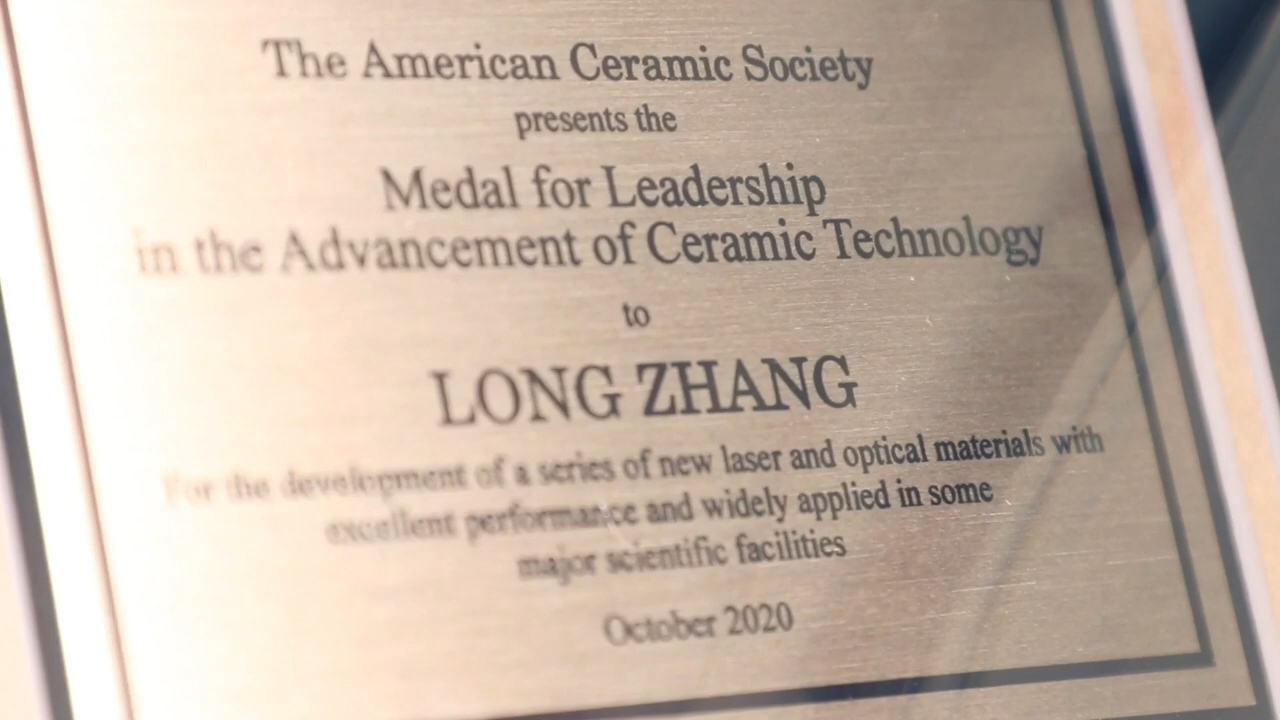 The American Ceramic Society
presents the
Medal for Leadership
in the Advancement of Ceramic Technology
to
LONG ZHANG
For the development of a series of new laser and optical materials with
excellent performance and widely applied in some
major scientific facilities
October 2020